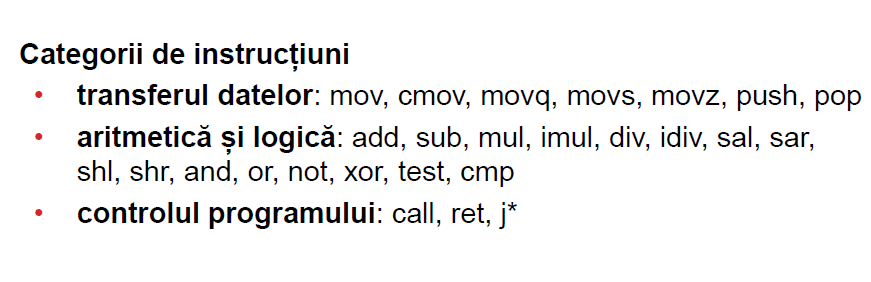 Categorii de instrucțiuni
• transferul datelor: mov, cmov, movq, movs, movz, push, pop
• aritmetică și logică: add, sub, mul, imul, div, idiv, sal, sar,
shl, shr, and, or, not, xor, test, cmp
• controlul programului: call, ret, j*